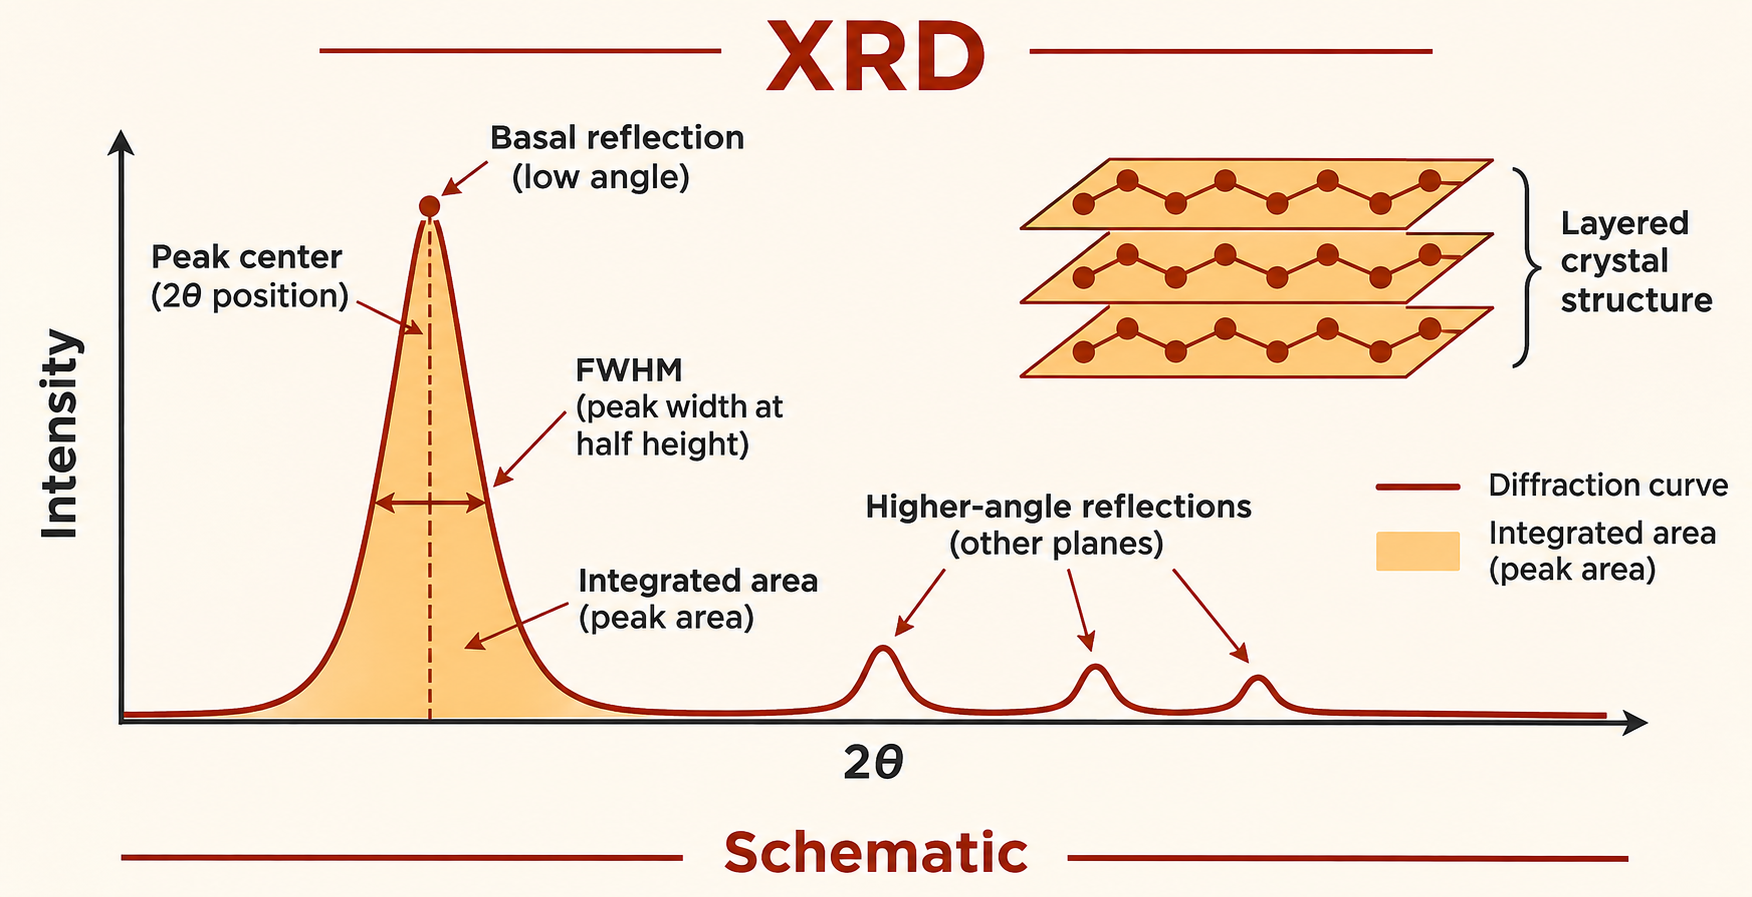 XRD
Basal reflection
(low angle)
Peak center
(2θ position)
FWHM
(peak width at
half height)
Integrated area
(peak area)
Higher-angle reflections
(other planes)
Layered
crystal
structure
Diffraction curve
Integrated area
(peak area)
Intensity
2θ
Schematic